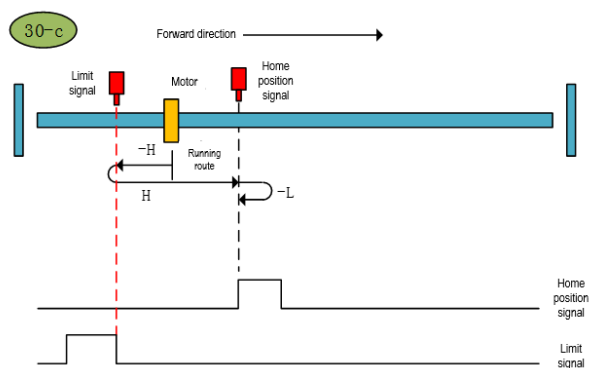 30-c
Forward direction
Limit
signal
Motor
Home
position
signal
-H
Running
route
H
-L
Home
position
signal
Limit
signal